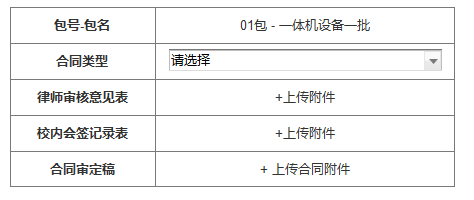 包号-包名 01包 - 一体机设备一批
合同类型 请选择
律师审核意见表 +上传附件
校内会签记录表 +上传附件
合同审定稿 + 上传合同附件